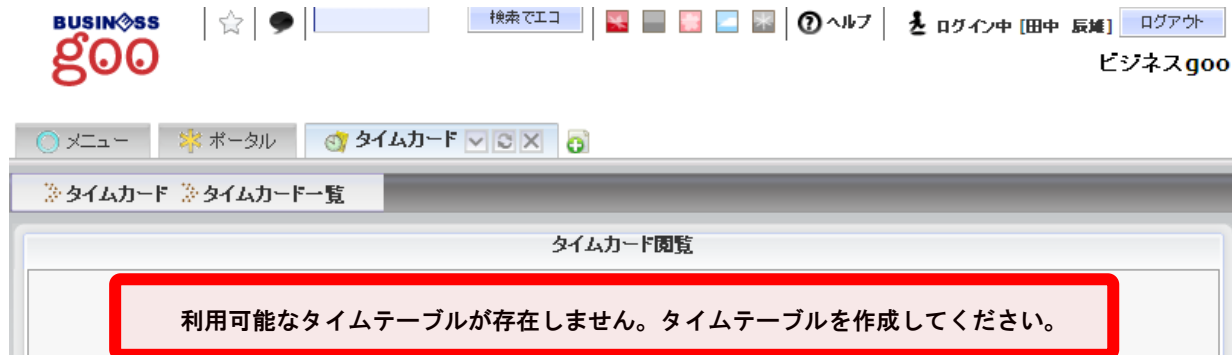 BUSINESS goo 検索でエコ ヘルプ ログイン中 [田中 辰雄] ログアウト
ビジネスgoo
メニュー ポータル タイムカード
タイムカード タイムカード一覧
タイムカード閲覧
利用可能なタイムテーブルが存在しません。タイムテーブルを作成してください。